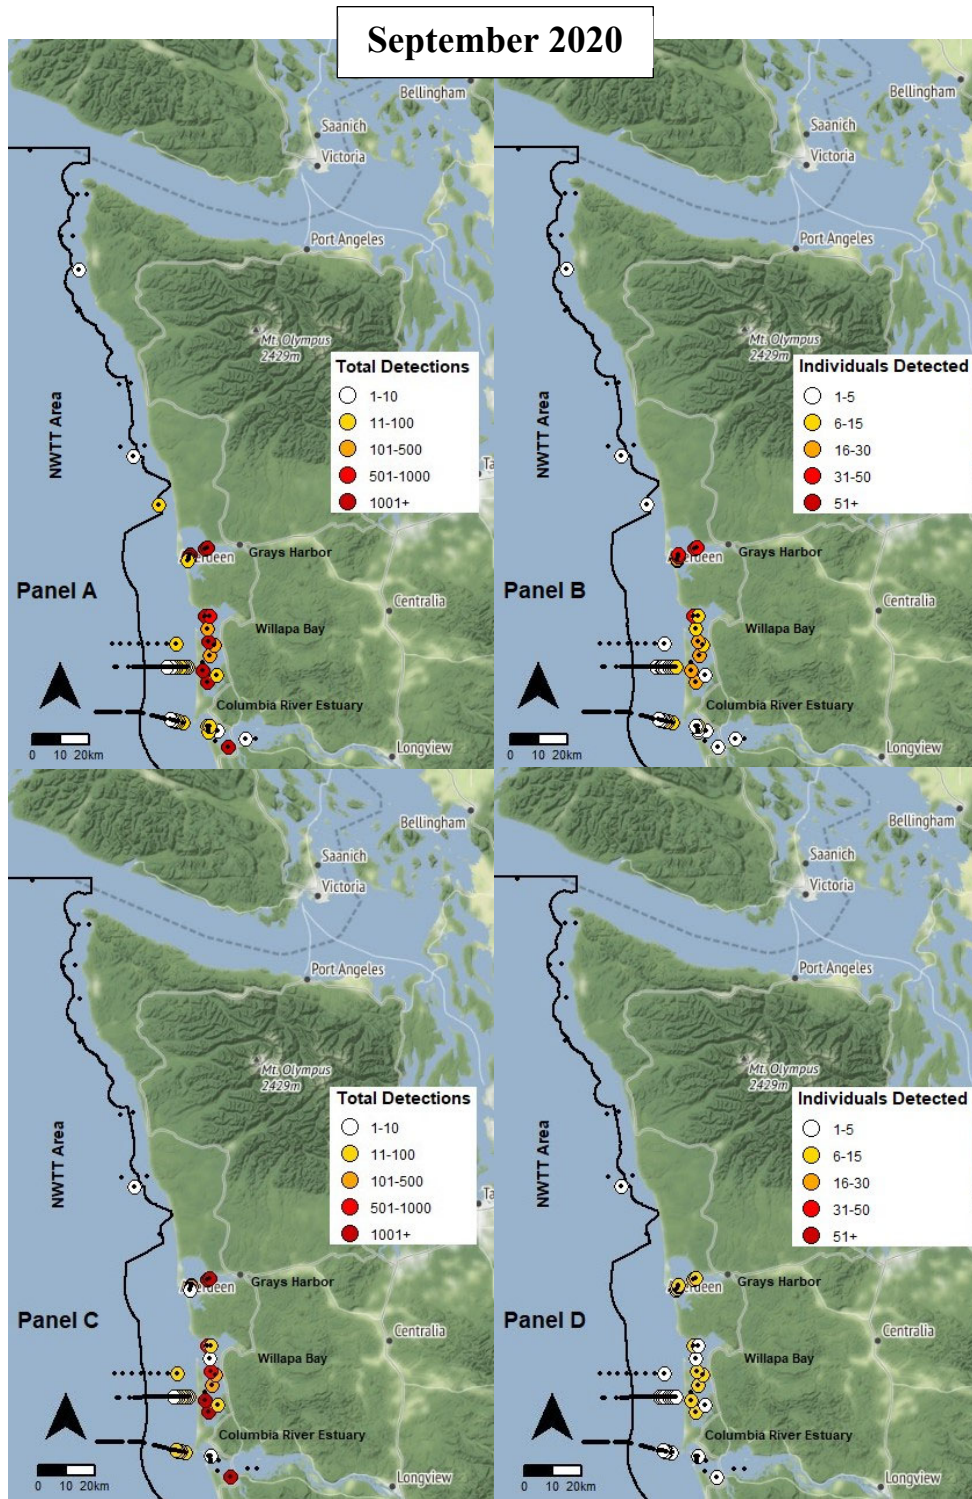 September 2020
Bellingham
Saanich
Victoria
Port Angeles
Mt. Olympus
2429m
NWTT Area
Total Detections
1-10
11-100
101-500
501-1000
1001+
Ta
Grays Harbor
Aberdeen
Panel A
Centralia
Willapa Bay
Columbia River Estuary
0 10 20km
Longview
Bellingham
Saanich
Victoria
Port Angeles
Mt. Olympus
2429m
NWTT Area
Individuals Detected
1-5
6-15
16-30
31-50
51+
Grays Harbor
Aberdeen
Panel B
Centralia
Willapa Bay
Columbia River Estuary
0 10 20km
Longview
Bellingham
Saanich
Victoria
Port Angeles
Mt. Olympus
2429m
NWTT Area
Total Detections
1-10
11-100
101-500
501-1000
1001+
Ta
Grays Harbor
Aberdeen
Panel C
Centralia
Willapa Bay
Columbia River Estuary
0 10 20km
Longview
Bellingham
Saanich
Victoria
Port Angeles
Mt. Olympus
2429m
NWTT Area
Individuals Detected
1-5
6-15
16-30
31-50
51+
Grays Harbor
Aberdeen
Panel D
Centralia
Willapa Bay
Columbia River Estuary
0 10 20km
Longview